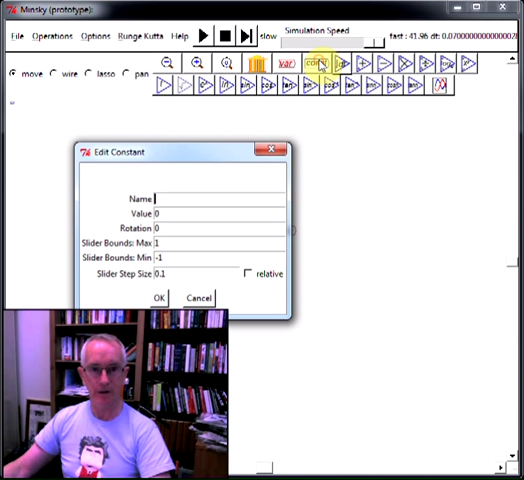 Minsky (prototype):
File Operations Options Runge Kutta Help slow Simulation Speed fast : 41.96 dt: 0.07000000000000028
move wire lasso pan
var const
Edit Constant
Name
Value 0
Rotation 0
Slider Bounds: Max 1
Slider Bounds: Min -1
Slider Step Size 0.1 relative
OK Cancel